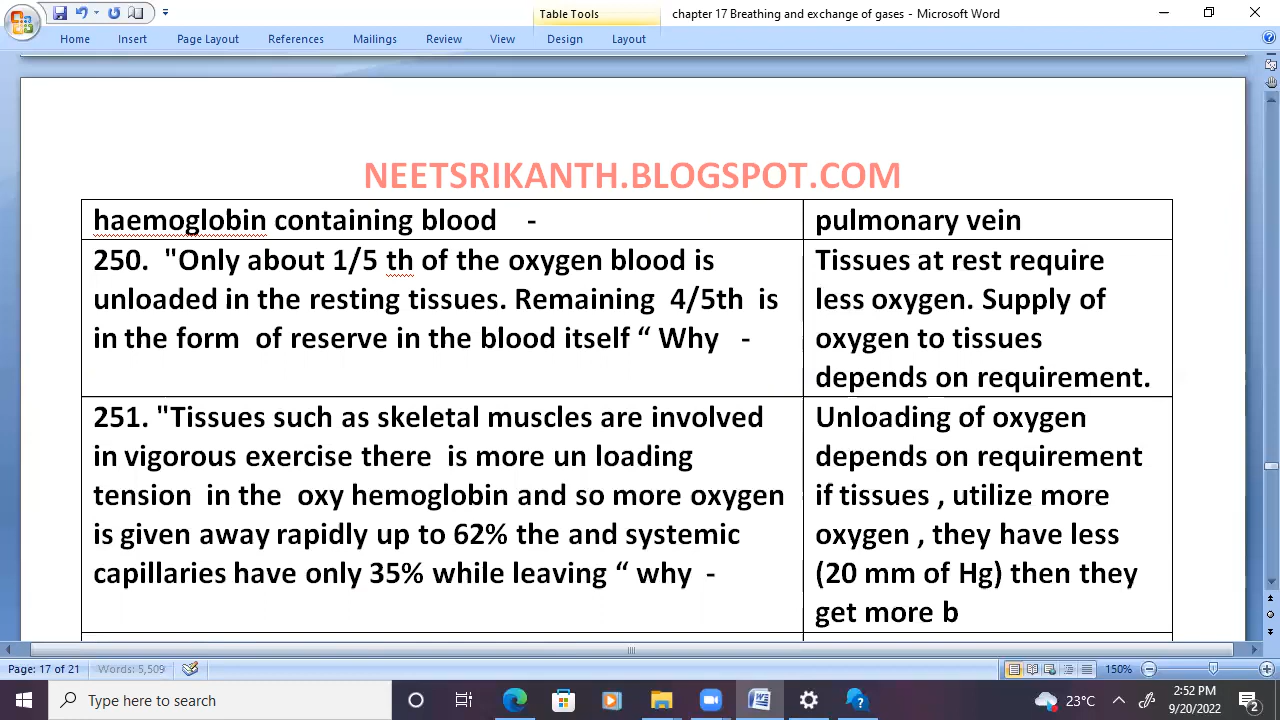 Table Tools
chapter 17 Breathing and exchange of gases - Microsoft Word
Home Insert Page Layout References Mailings Review View Design Layout
NEETSRIKANTH.BLOGSPOT.COM
haemoglobin containing blood -
pulmonary vein
250. "Only about 1/5 th of the oxygen blood is
unloaded in the resting tissues. Remaining 4/5th is
in the form of reserve in the blood itself “ Why -
Tissues at rest require
less oxygen. Supply of
oxygen to tissues
depends on requirement.
251. "Tissues such as skeletal muscles are involved
in vigorous exercise there is more un loading
tension in the oxy hemoglobin and so more oxygen
is given away rapidly up to 62% the and systemic
capillaries have only 35% while leaving “ why -
Unloading of oxygen
depends on requirement
if tissues , utilize more
oxygen , they have less
(20 mm of Hg) then they
get more b
Page: 17 of 21 Words: 5,509 150%
Type here to search
23°C
2:52 PM
9/20/2022
2